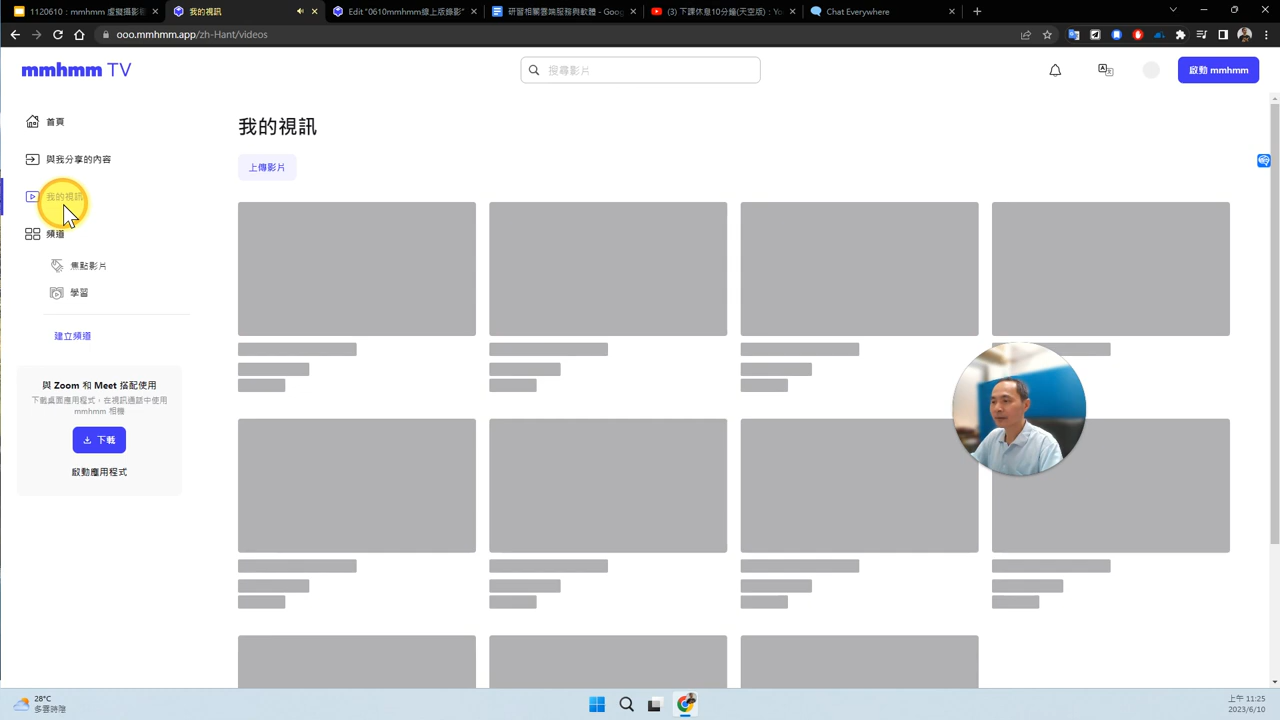 1120610 : mmhmm 虛擬攝影
我的視訊
Edit "0610mmhmm線上版錄影"
研習相關雲端服務與軟體 - Goog
(3) 下課休息10分鐘(天空版) - You
Chat Everywhere
ooo.mmhmm.app/zh-Hant/videos
mmhmm TV
搜尋影片
啟動 mmhmm
首頁
與我分享的內容
我的視訊
頻道
焦點影片
學習
建立頻道
與 Zoom 和 Meet 搭配使用
下載桌面應用程式，在視訊通話中使用
mmhmm 相機
下載
啟動應用程式
我的視訊
上傳影片
28°C
多雲時陰
上午 11:25
2023/6/10